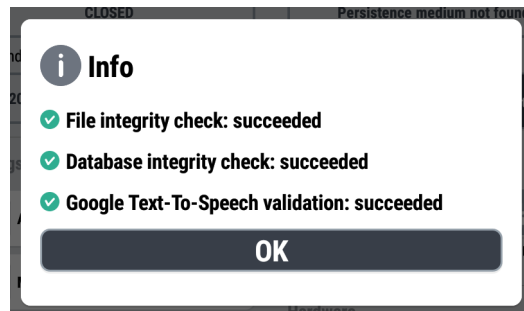 CLOSED
Persistence medium not found
Info
File integrity check: succeeded
Database integrity check: succeeded
Google Text-To-Speech validation: succeeded
OK
Hardware